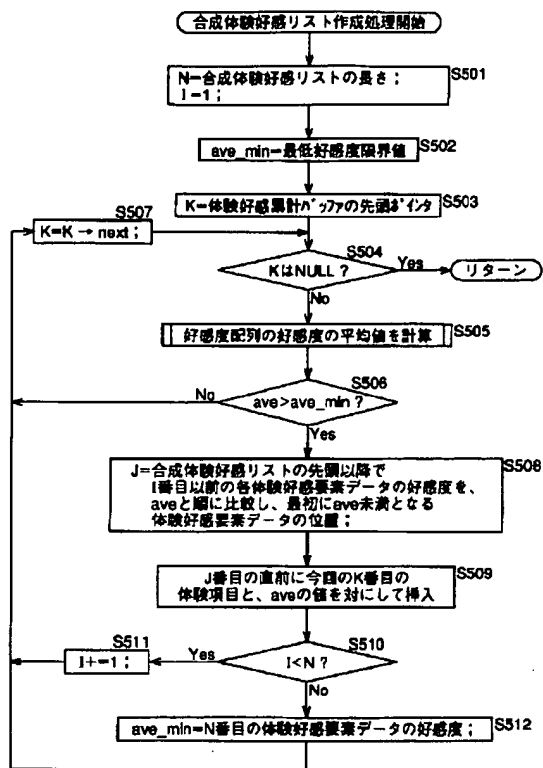 合成体験好感リスト作成処理開始
N=合成体験好感リストの長さ;
I=1;
S501
ave_min=最低好感度限界値
S502
K=体験好感累計バッファの先頭ポインタ
S503
S507
K=K→next;
S504
KはNULL?
Yes
リターン
No
好感度配列の好感度の平均値を計算
S505
S506
ave>ave_min?
No
Yes
J=合成体験好感リストの先頭以降で
I番目以前の各体験好感要素データの好感度を、
aveと順に比較し、最初にave未満となる
体験好感要素データの位置;
S508
J番目の直前に今回のK番目の
体験項目と、aveの値を対にして挿入
S509
S510
I<N?
Yes
S511
I+=1;
No
ave_min=N番目の体験好感要素データの好感度;
S512